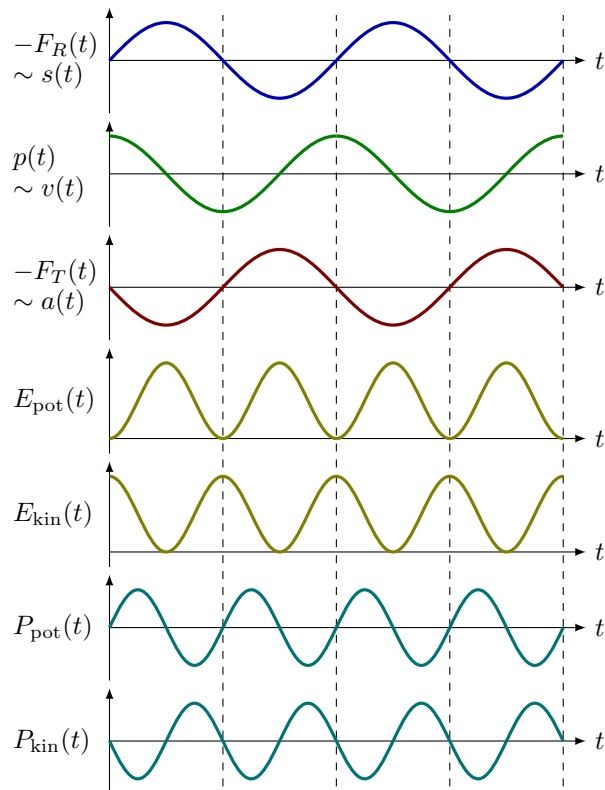 −F_R(t) t
∼ s(t)
p(t) t
∼ v(t)
−F_T(t) t
∼ a(t)
E_pot(t) t
E_kin(t) t
P_pot(t) t
P_kin(t) t